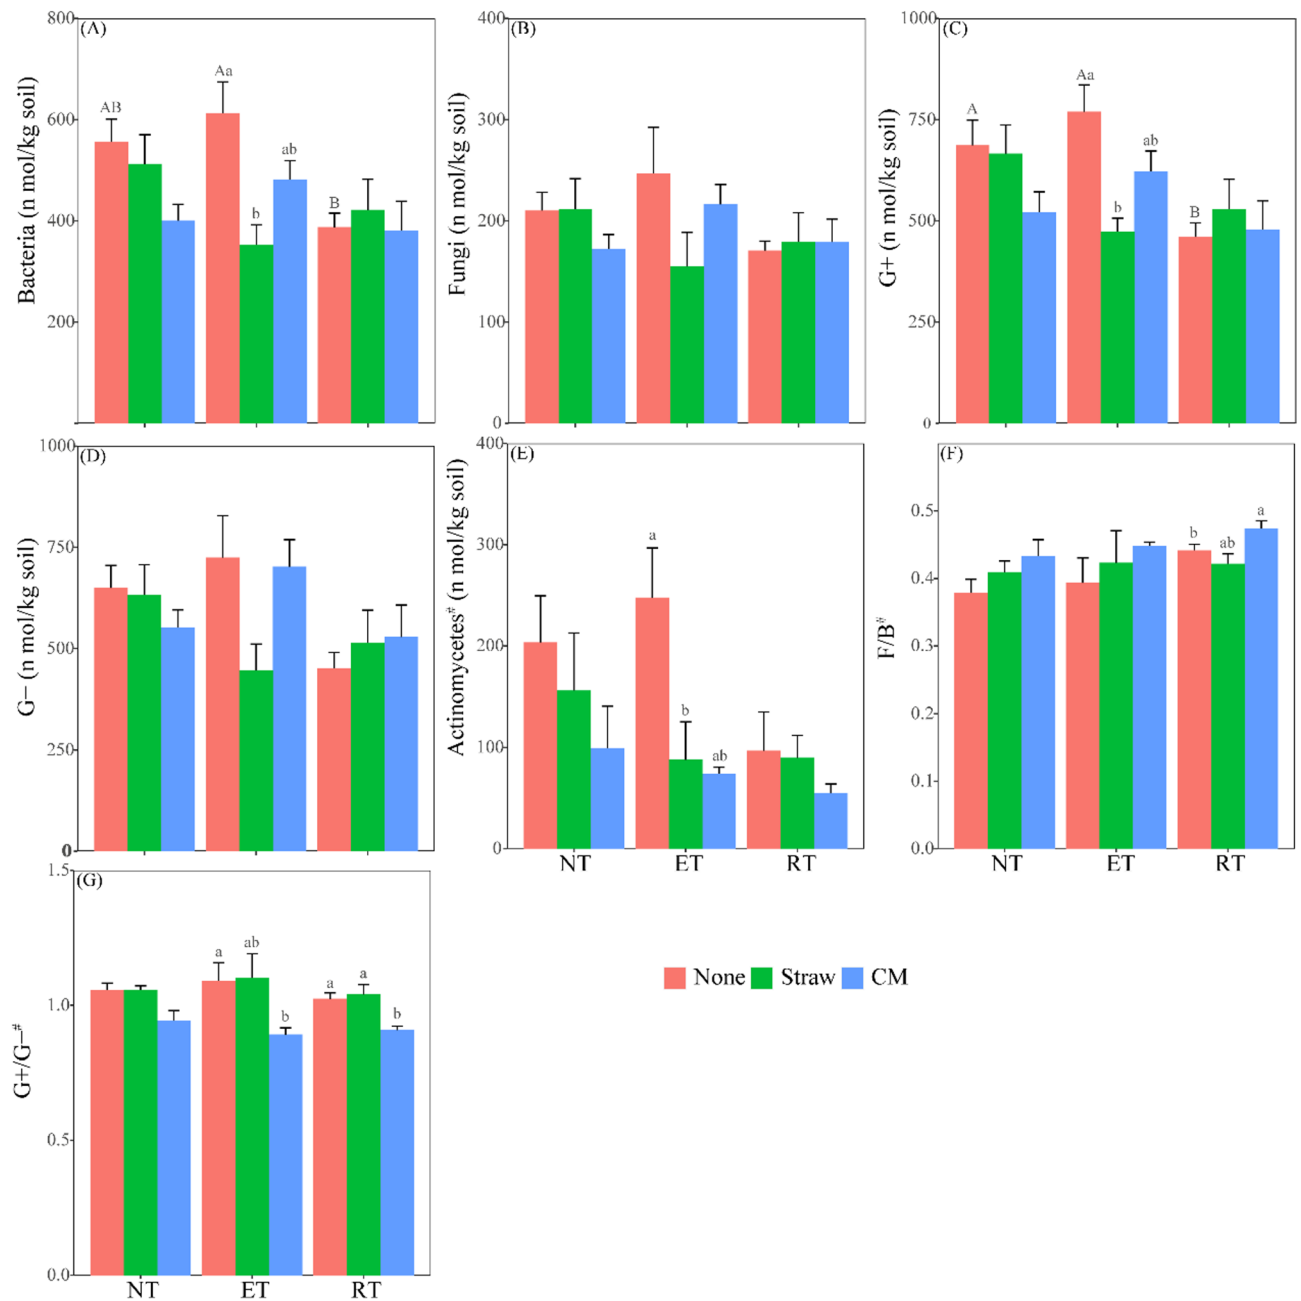 (A)
Bacteria (n mol/kg soil)
800
600
400
200
AB
Aa
b
ab
B
(B)
Fungi (n mol/kg soil)
400
300
200
100
0
(C)
G+ (n mol/kg soil)
1000
750
500
250
0
A
Aa
b
ab
B
(D)
G− (n mol/kg soil)
1000
750
500
250
0
(E)
Actinomycetes# (n mol/kg soil)
400
300
200
100
0
a
b
ab
NT ET RT
(F)
F/B#
0.5
0.4
0.3
0.2
0.1
0.0
b
ab
a
NT ET RT
(G)
G+/G−#
1.5
1.0
0.5
0.0
a
ab
b
a
a
b
NT ET RT
None Straw CM